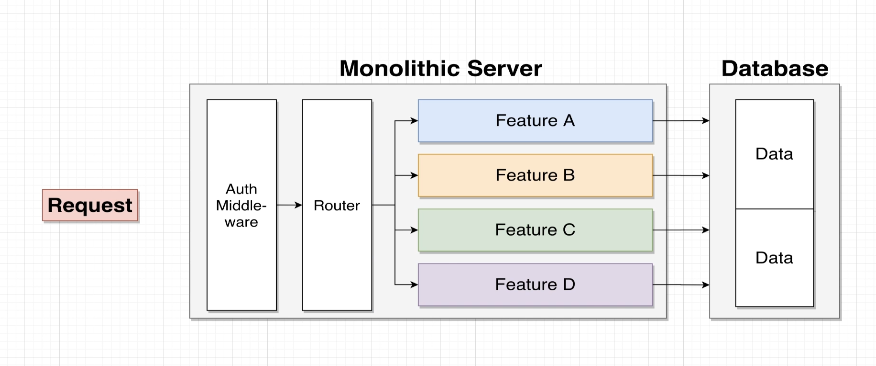 Monolithic Server
Database
Request
Auth
Middle-
ware
Router
Feature A
Feature B
Feature C
Feature D
Data
Data